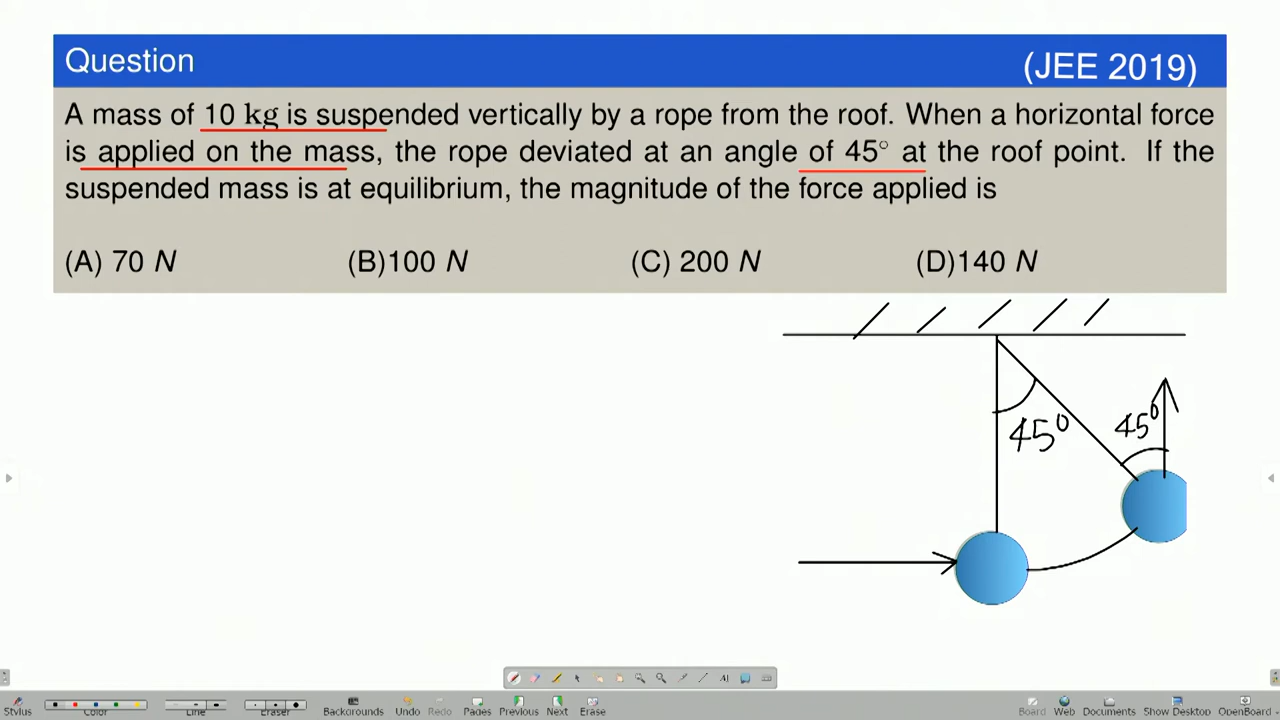 Question (JEE 2019)
A mass of 10 kg is suspended vertically by a rope from the roof. When a horizontal force
is applied on the mass, the rope deviated at an angle of 45° at the roof point. If the
suspended mass is at equilibrium, the magnitude of the force applied is
(A) 70 N (B)100 N (C) 200 N (D)140 N
45°
45°
Stylus Color Line Eraser Backgrounds Undo Redo Pages Previous Next Erase Board Web Documents Show Desktop OpenBoard